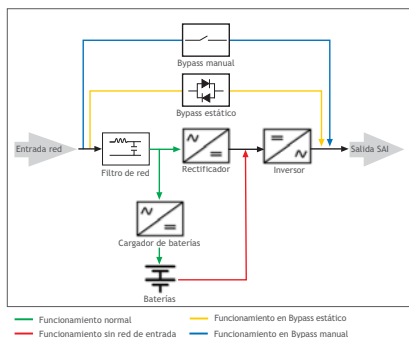 Bypass manual
Bypass estático
Entrada red
Salida SAI
Filtro de red
Rectificador
Inversor
Cargador de baterías
Baterías
Funcionamiento normal
Funcionamiento en Bypass estático
Funcionamiento sin red de entrada
Funcionamiento en Bypass manual